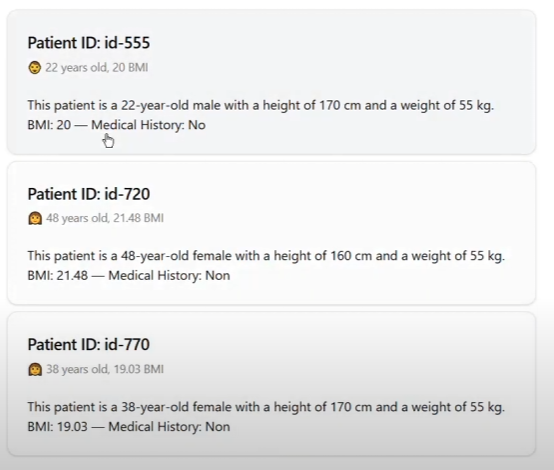 Patient ID: id-555
22 years old, 20 BMI
This patient is a 22-year-old male with a height of 170 cm and a weight of 55 kg.
BMI: 20 — Medical History: No
Patient ID: id-720
48 years old, 21.48 BMI
This patient is a 48-year-old female with a height of 160 cm and a weight of 55 kg.
BMI: 21.48 — Medical History: Non
Patient ID: id-770
38 years old, 19.03 BMI
This patient is a 38-year-old female with a height of 170 cm and a weight of 55 kg.
BMI: 19.03 — Medical History: Non